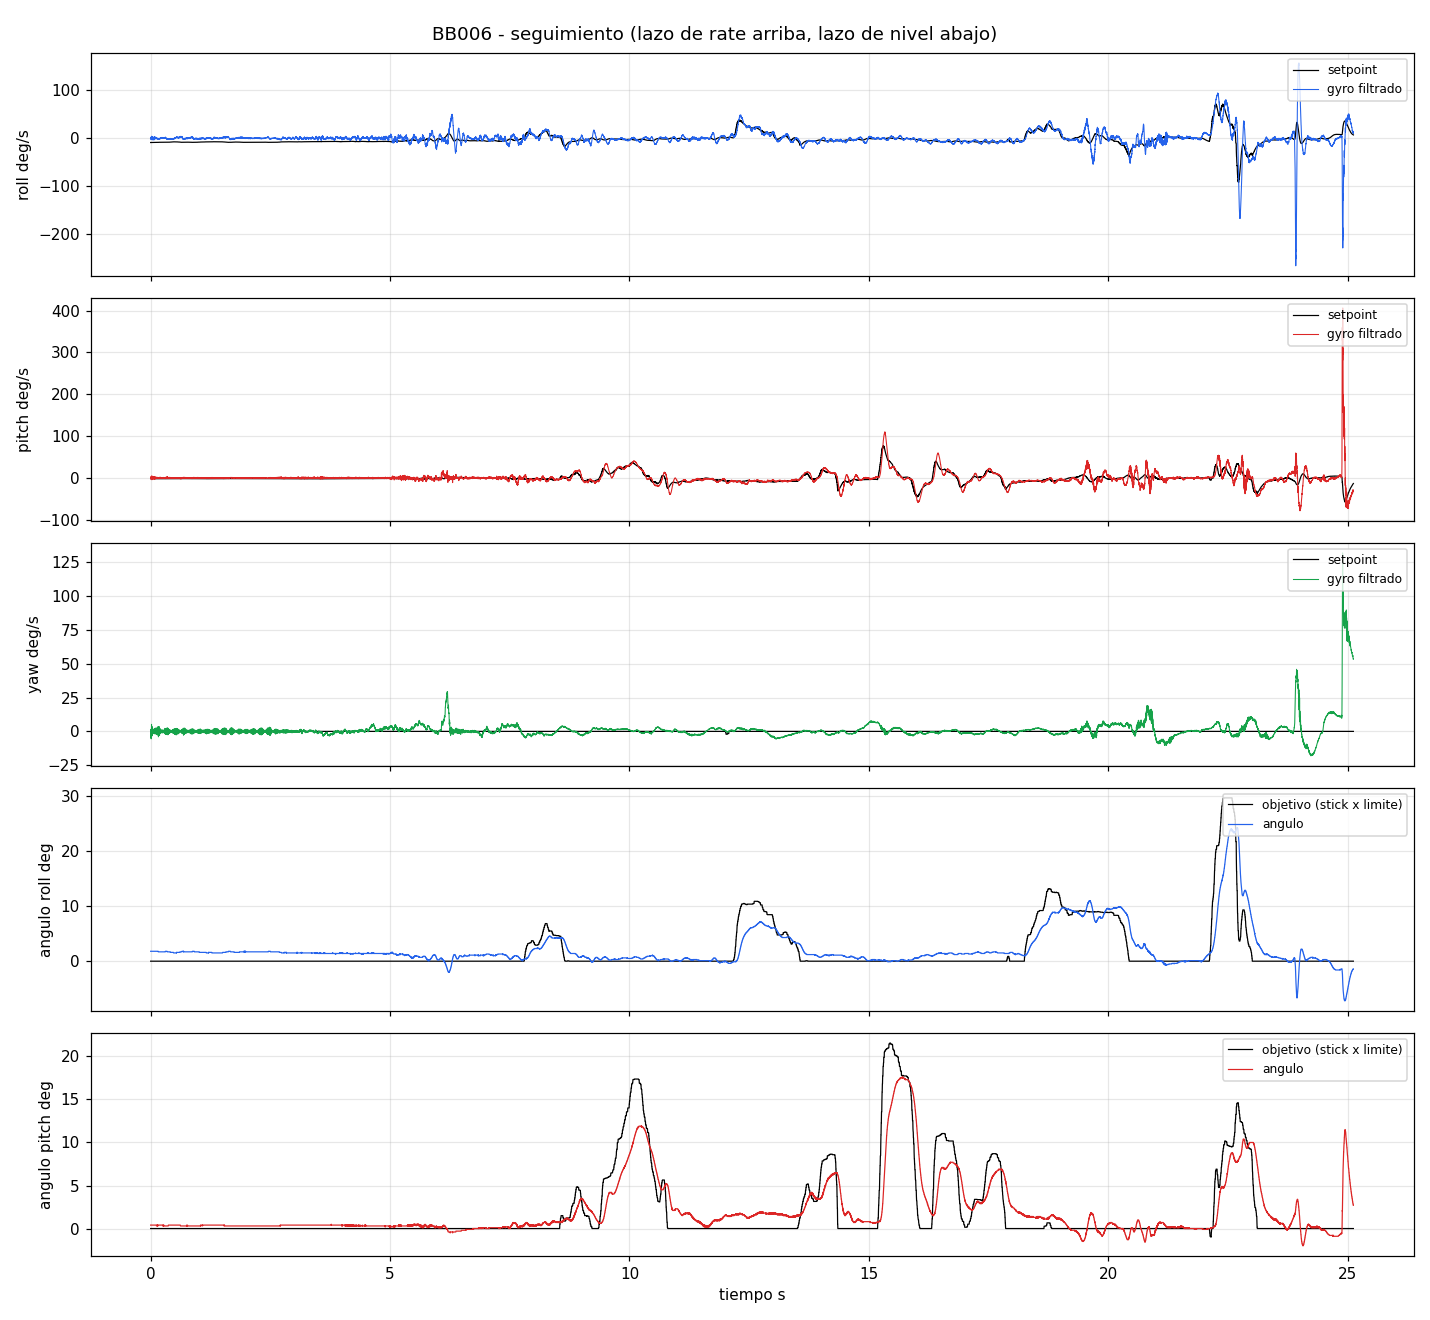 BB006 - seguimiento (lazo de rate arriba, lazo de nivel abajo)
roll deg/s
100
0
−100
−200
setpoint
gyro filtrado
pitch deg/s
400
300
200
100
0
−100
setpoint
gyro filtrado
yaw deg/s
125
100
75
50
25
0
−25
setpoint
gyro filtrado
angulo roll deg
30
20
10
0
objetivo (stick x limite)
angulo
angulo pitch deg
20
15
10
5
0
objetivo (stick x limite)
angulo
0 5 10 15 20 25
tiempo s